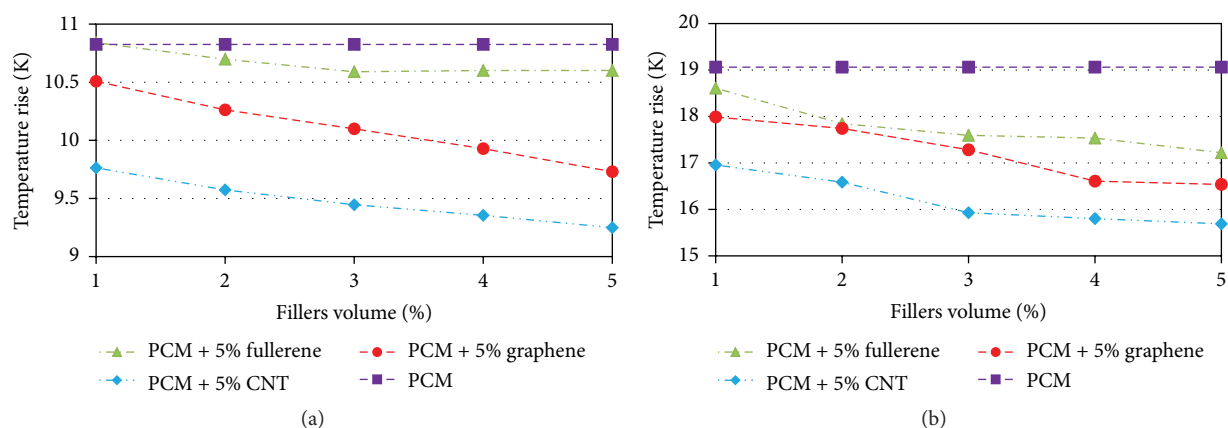 11
10.5
10
9.5
9
Temperature rise (K)
1 2 3 4 5
Fillers volume (%)
PCM + 5% fullerene PCM + 5% graphene
PCM + 5% CNT PCM
(a)
20
19
18
17
16
15
Temperature rise (K)
1 2 3 4 5
Fillers volume (%)
PCM + 5% fullerene PCM + 5% graphene
PCM + 5% CNT PCM
(b)